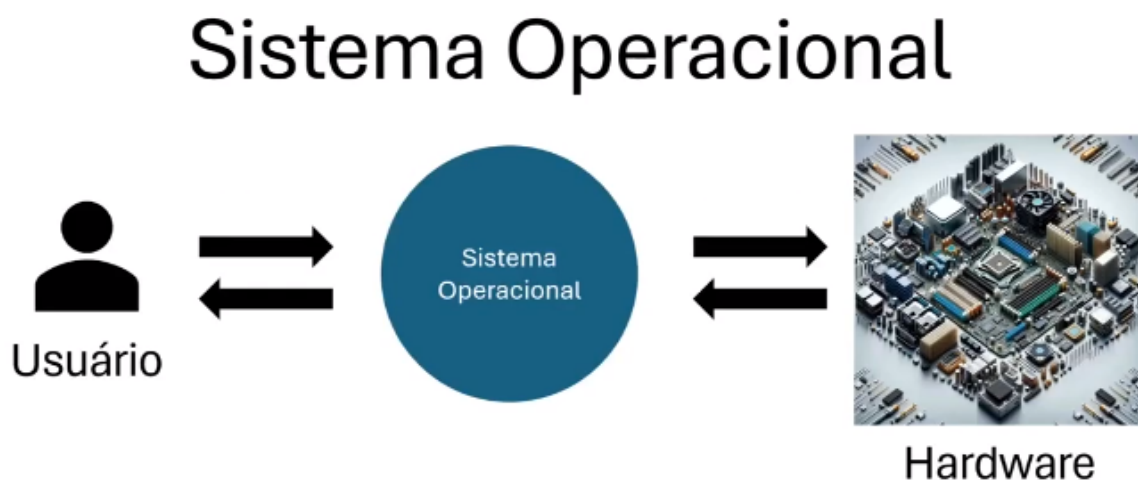 Sistema Operacional
Sistema
Operacional
Usuário
Hardware